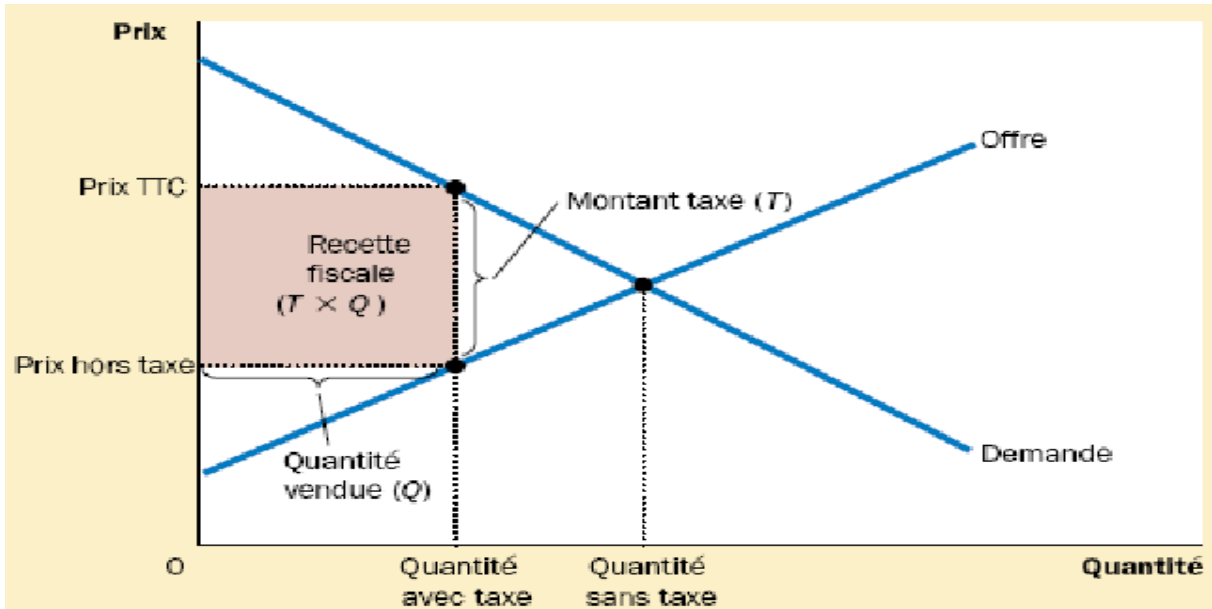 Prix
Offre
Prix TTC
Montant taxe (T)
Recette
fiscale
(T × Q )
Prix hors taxe
Quantité
vendue (Q)
Demande
O
Quantité
avec taxe
Quantité
sans taxe
Quantité